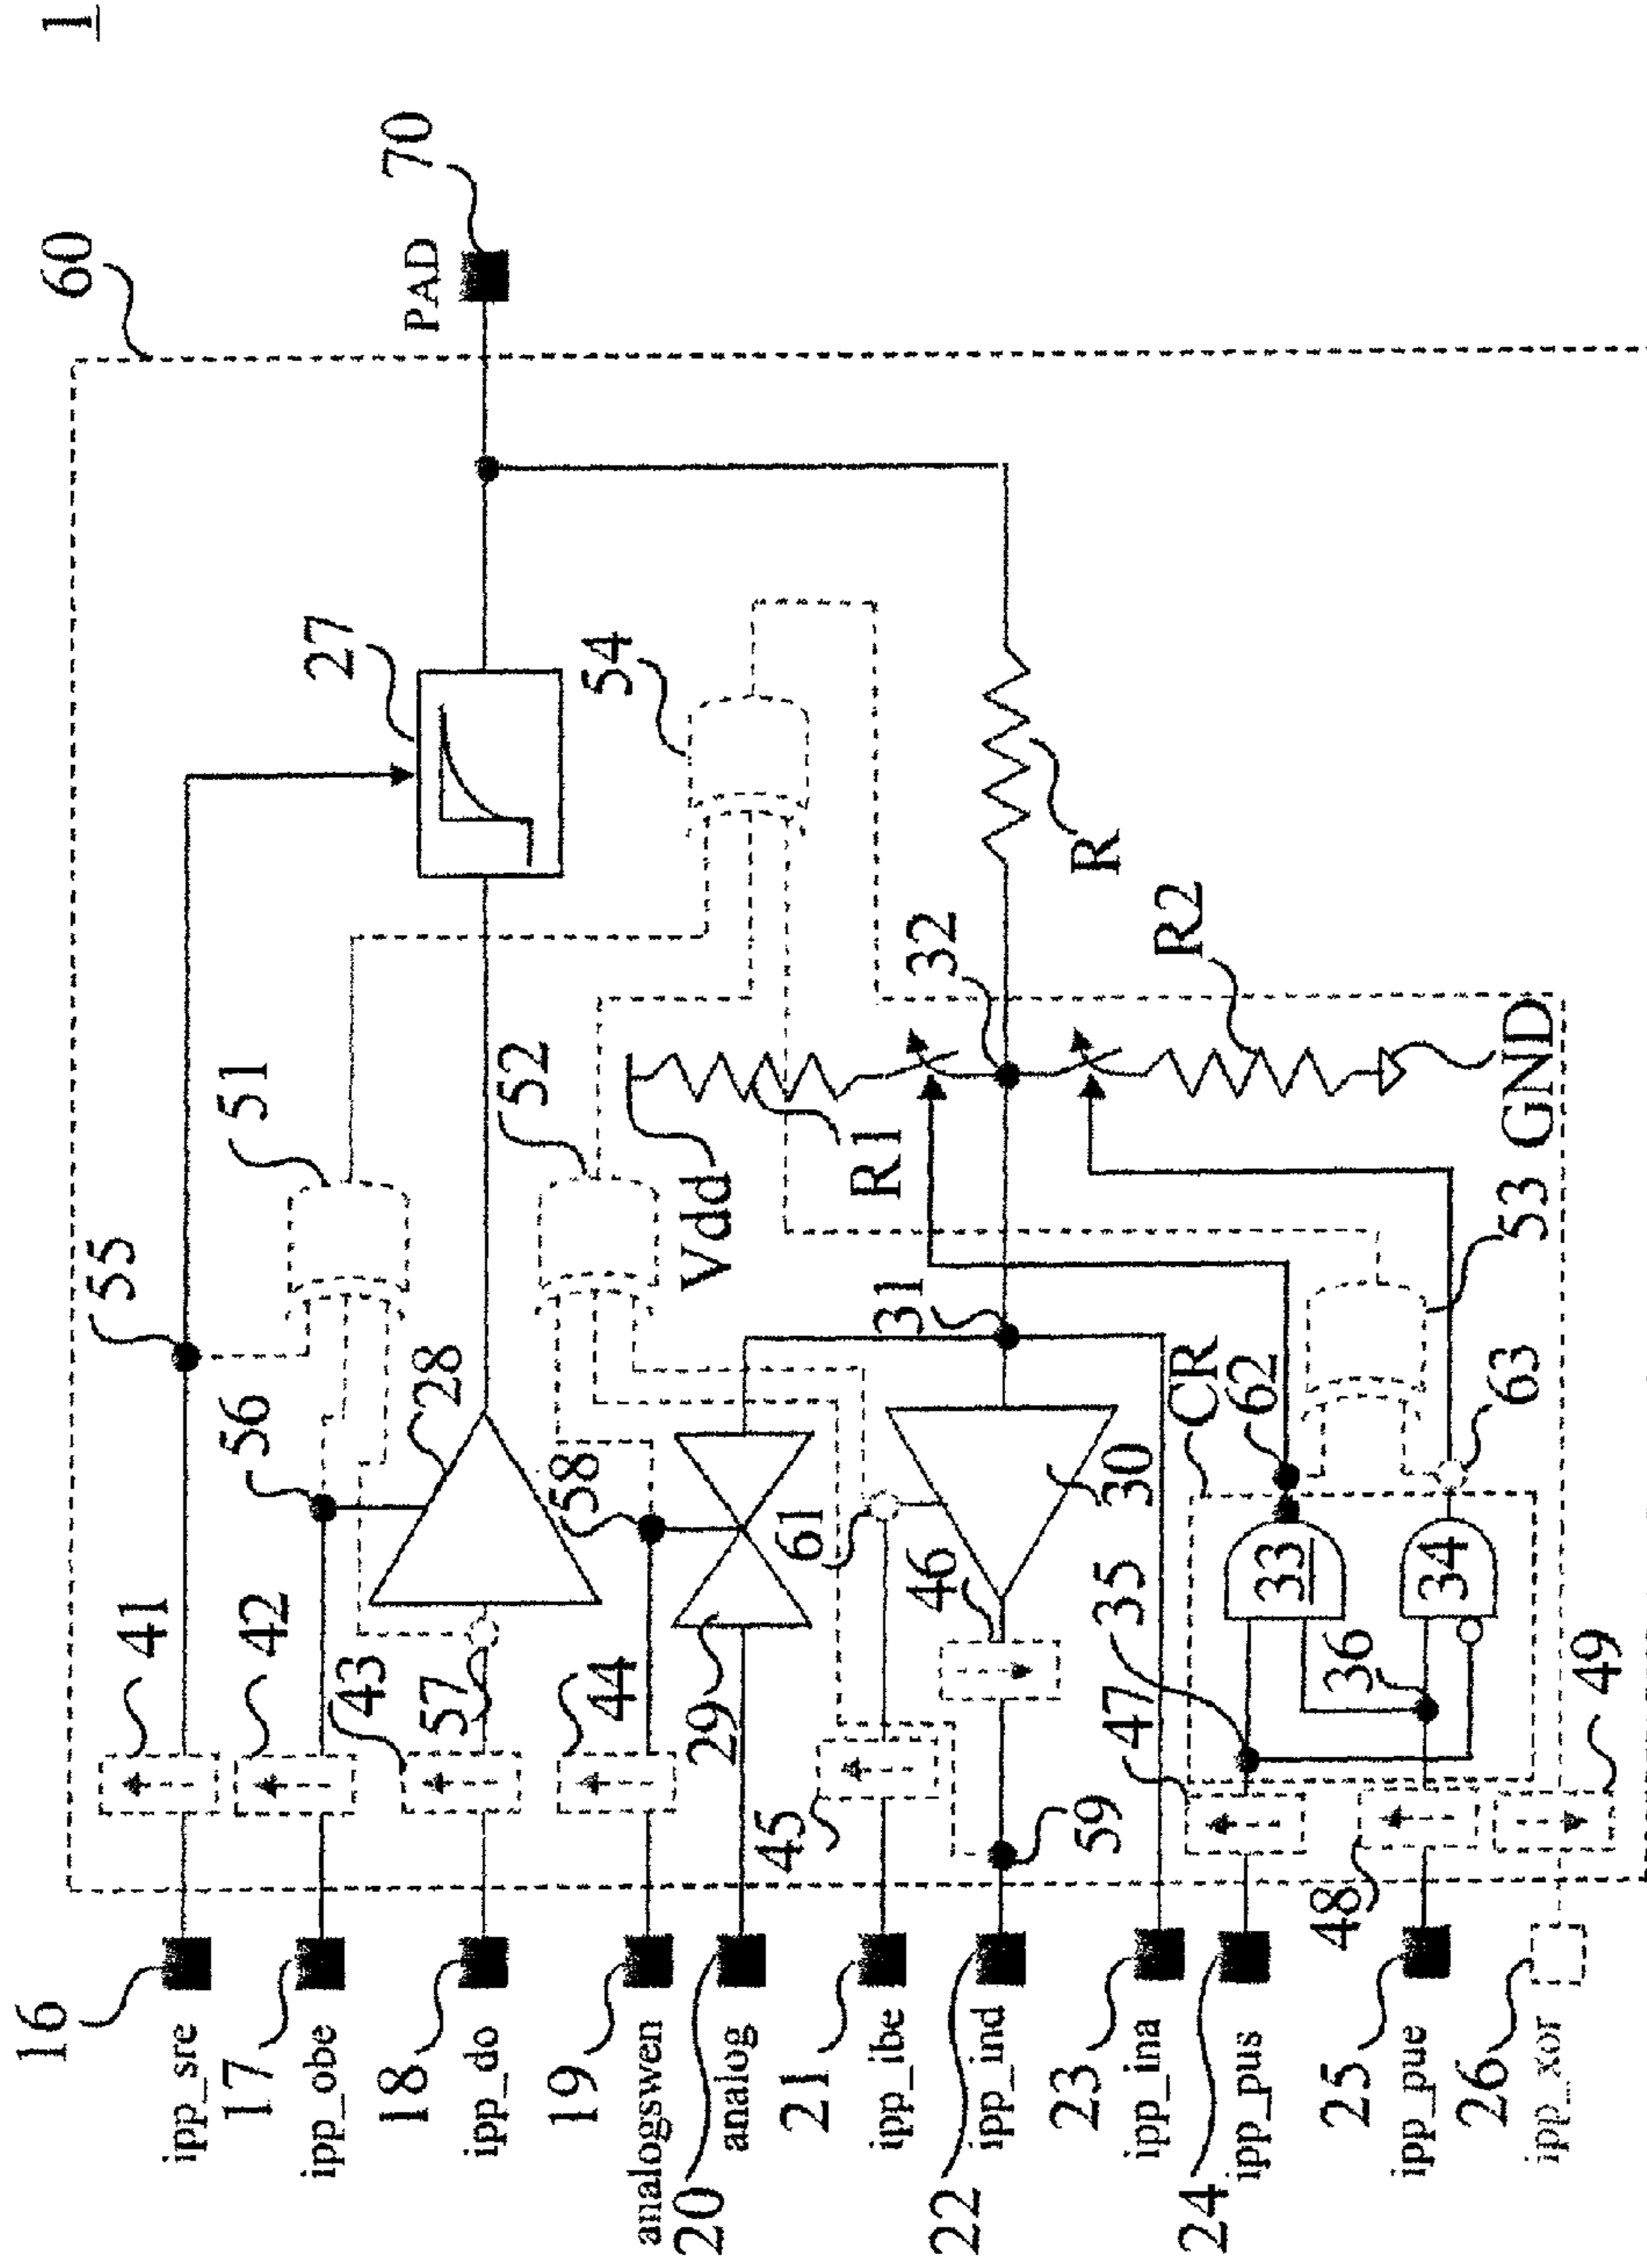 1
60
70
PAD
27
54
R
32
R2
51
52
Vdd
R1
GND
53
55
31
56
28
CR
62
63
58
61
30
41
42
43
57
44
29
46
35
33
34
36
47
49
45
59
48
16
ipp_sre
17
ipp_obe
18
ipp_do
19
analogswen
20
analog
21
ipp_ibe
22
ipp_ind
23
ipp_ina
24
ipp_pus
25
ipp_pue
26
ipp_xor